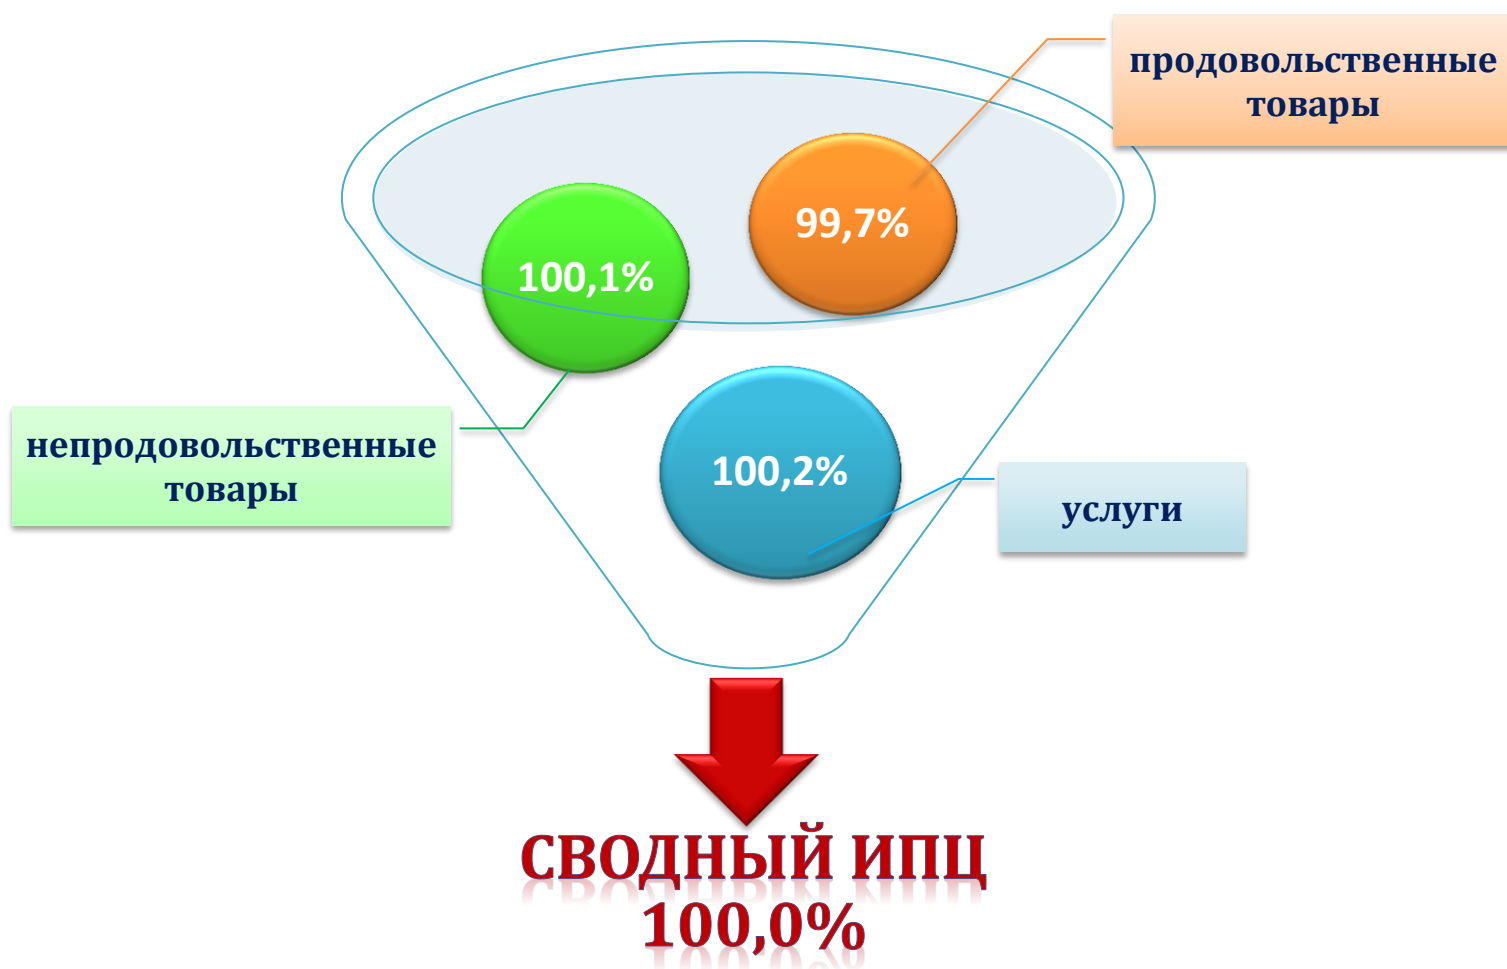 продовольственные
товары
99,7%
100,1%
непродовольственные
товары
100,2%
услуги
СВОДНЫЙ ИПЦ
100,0%